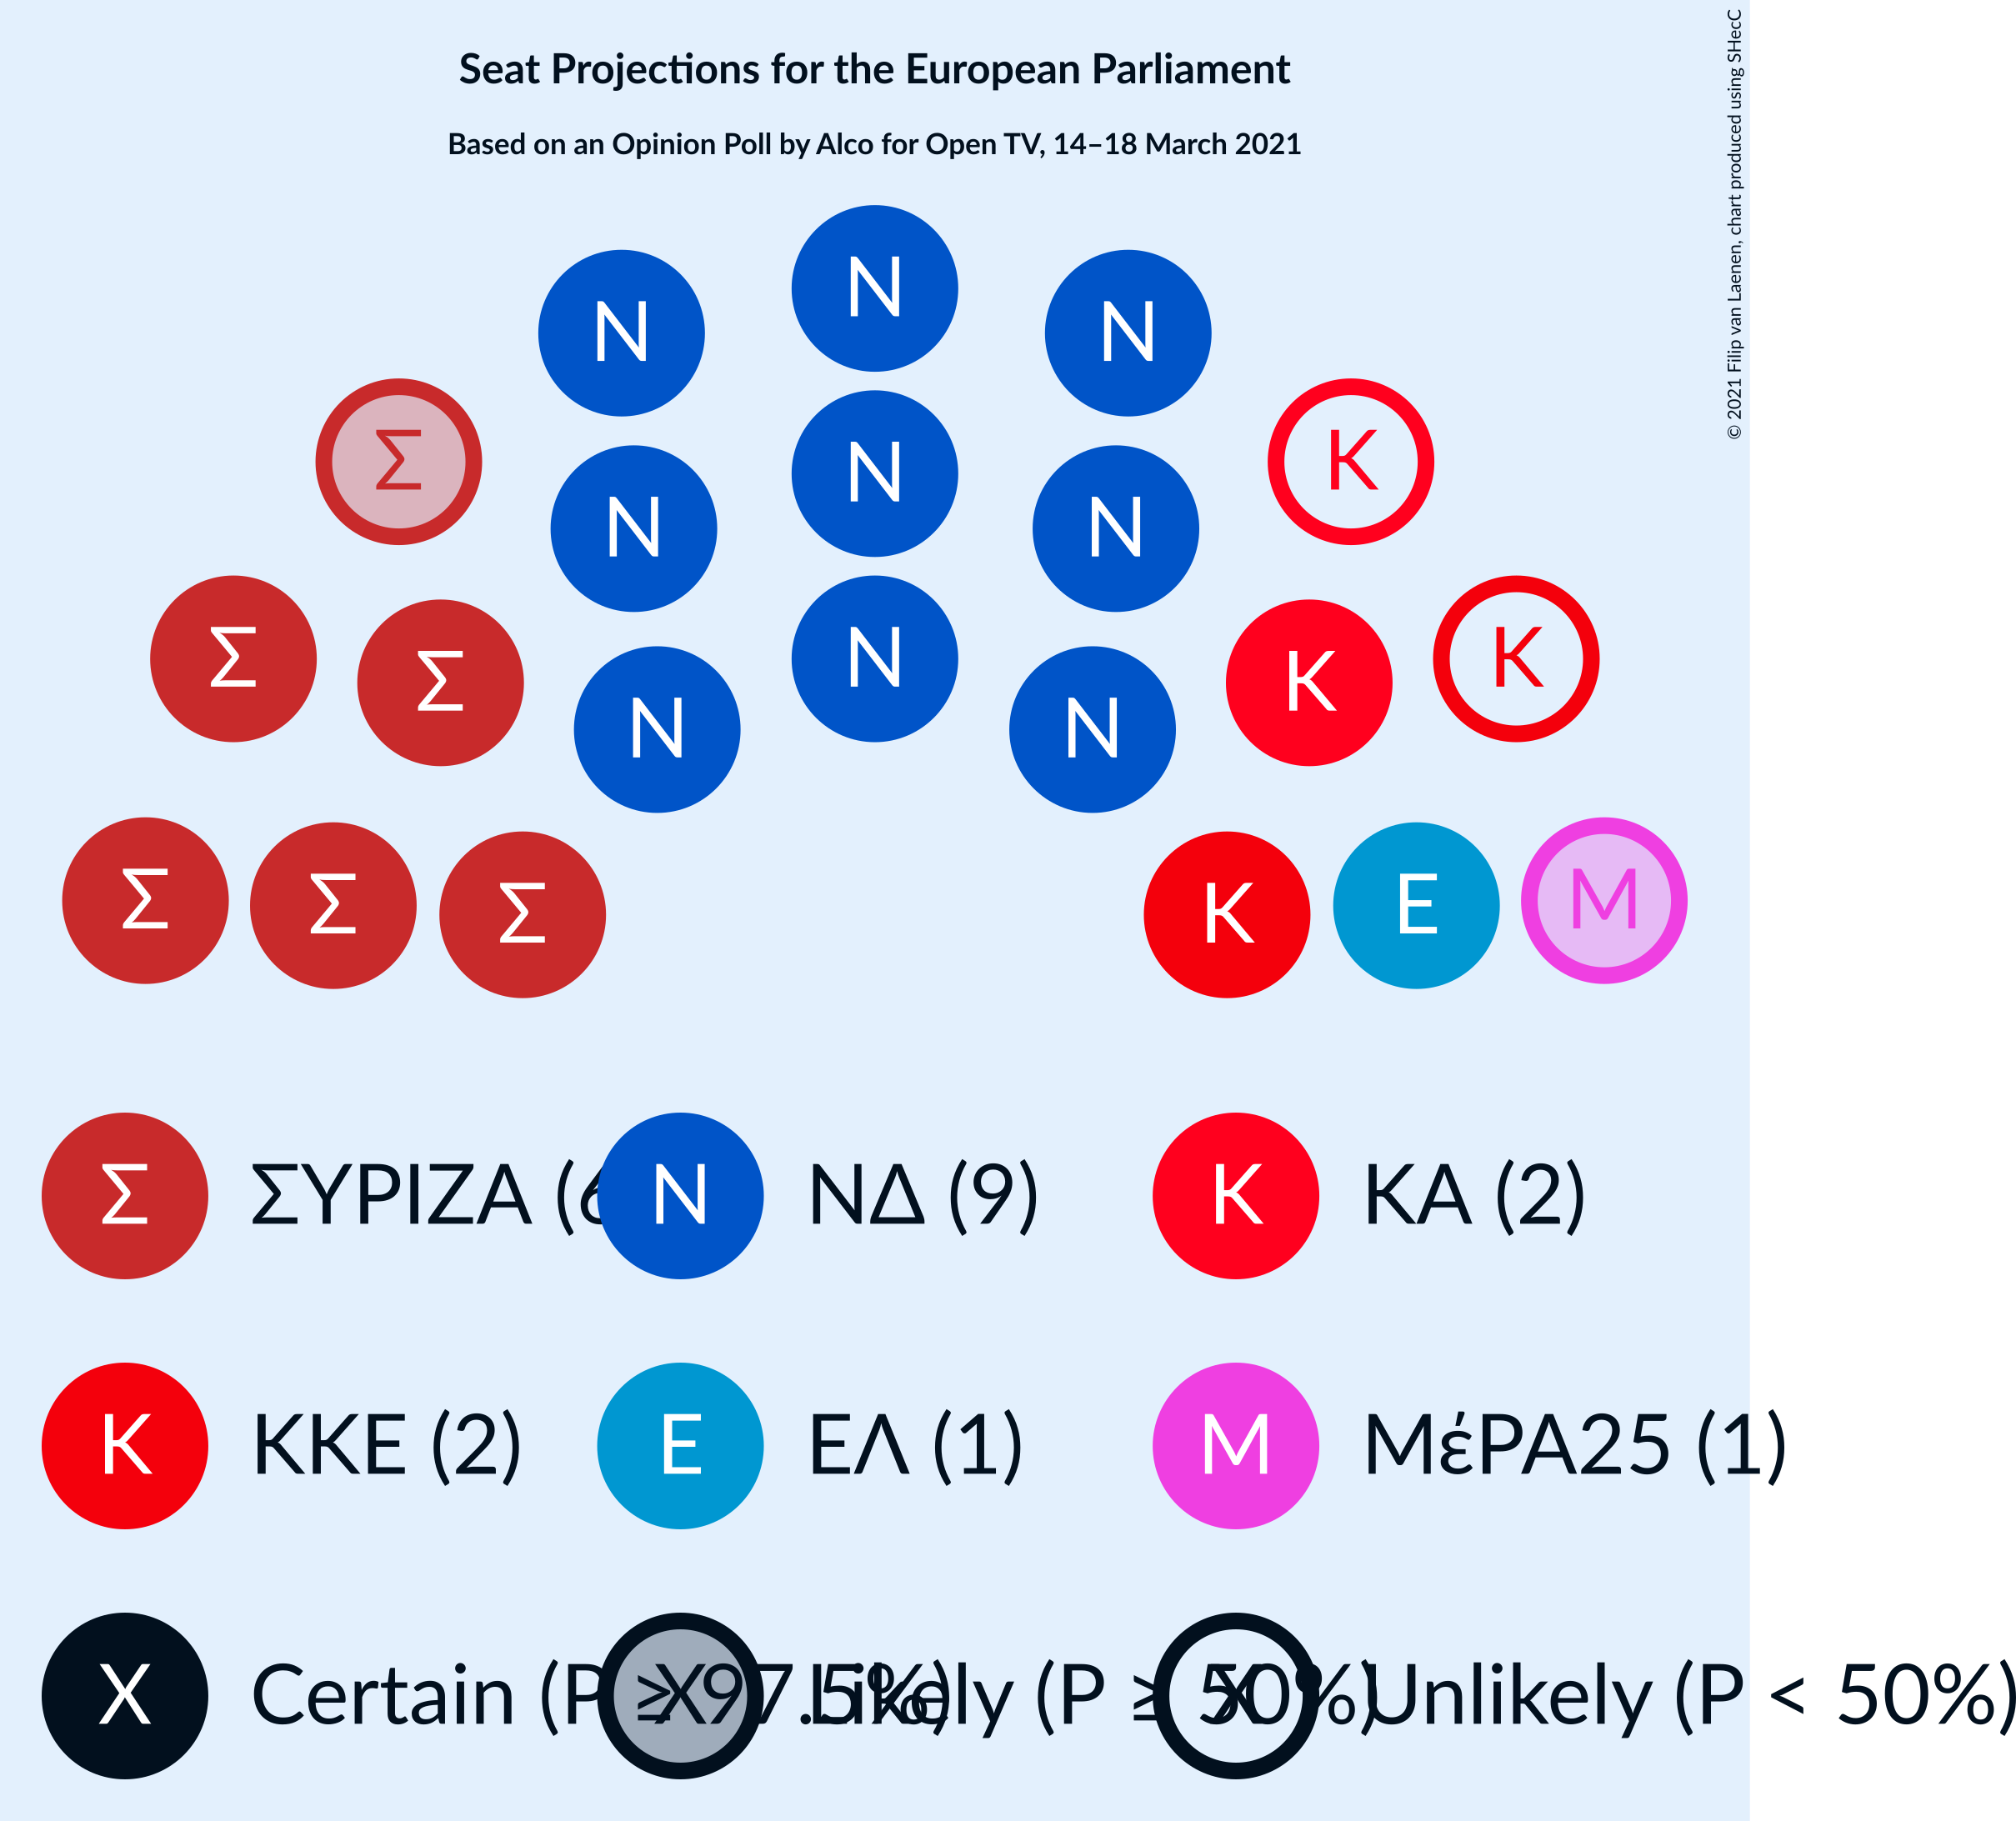 Seat Projections for the European Parliament
Based on an Opinion Poll by Alco for Open TV, 14–18 March 2021
© 2021 Filip van Laenen, chart produced using SHecC
N
N N
N
Σ K
N N
Σ N K
Σ K
N N
Σ Σ Σ K E M
Σ ΣΥΡΙΖΑ ( N ΝΔ (9) K ΚΑ (2)
K ΚΚΕ (2) E ΕΛ (1) M ΜέΡΑ25 (1)
X Certain (P ≥ 97.5%) X Likely (P ≥ 50%) X Unlikely (P < 50%)